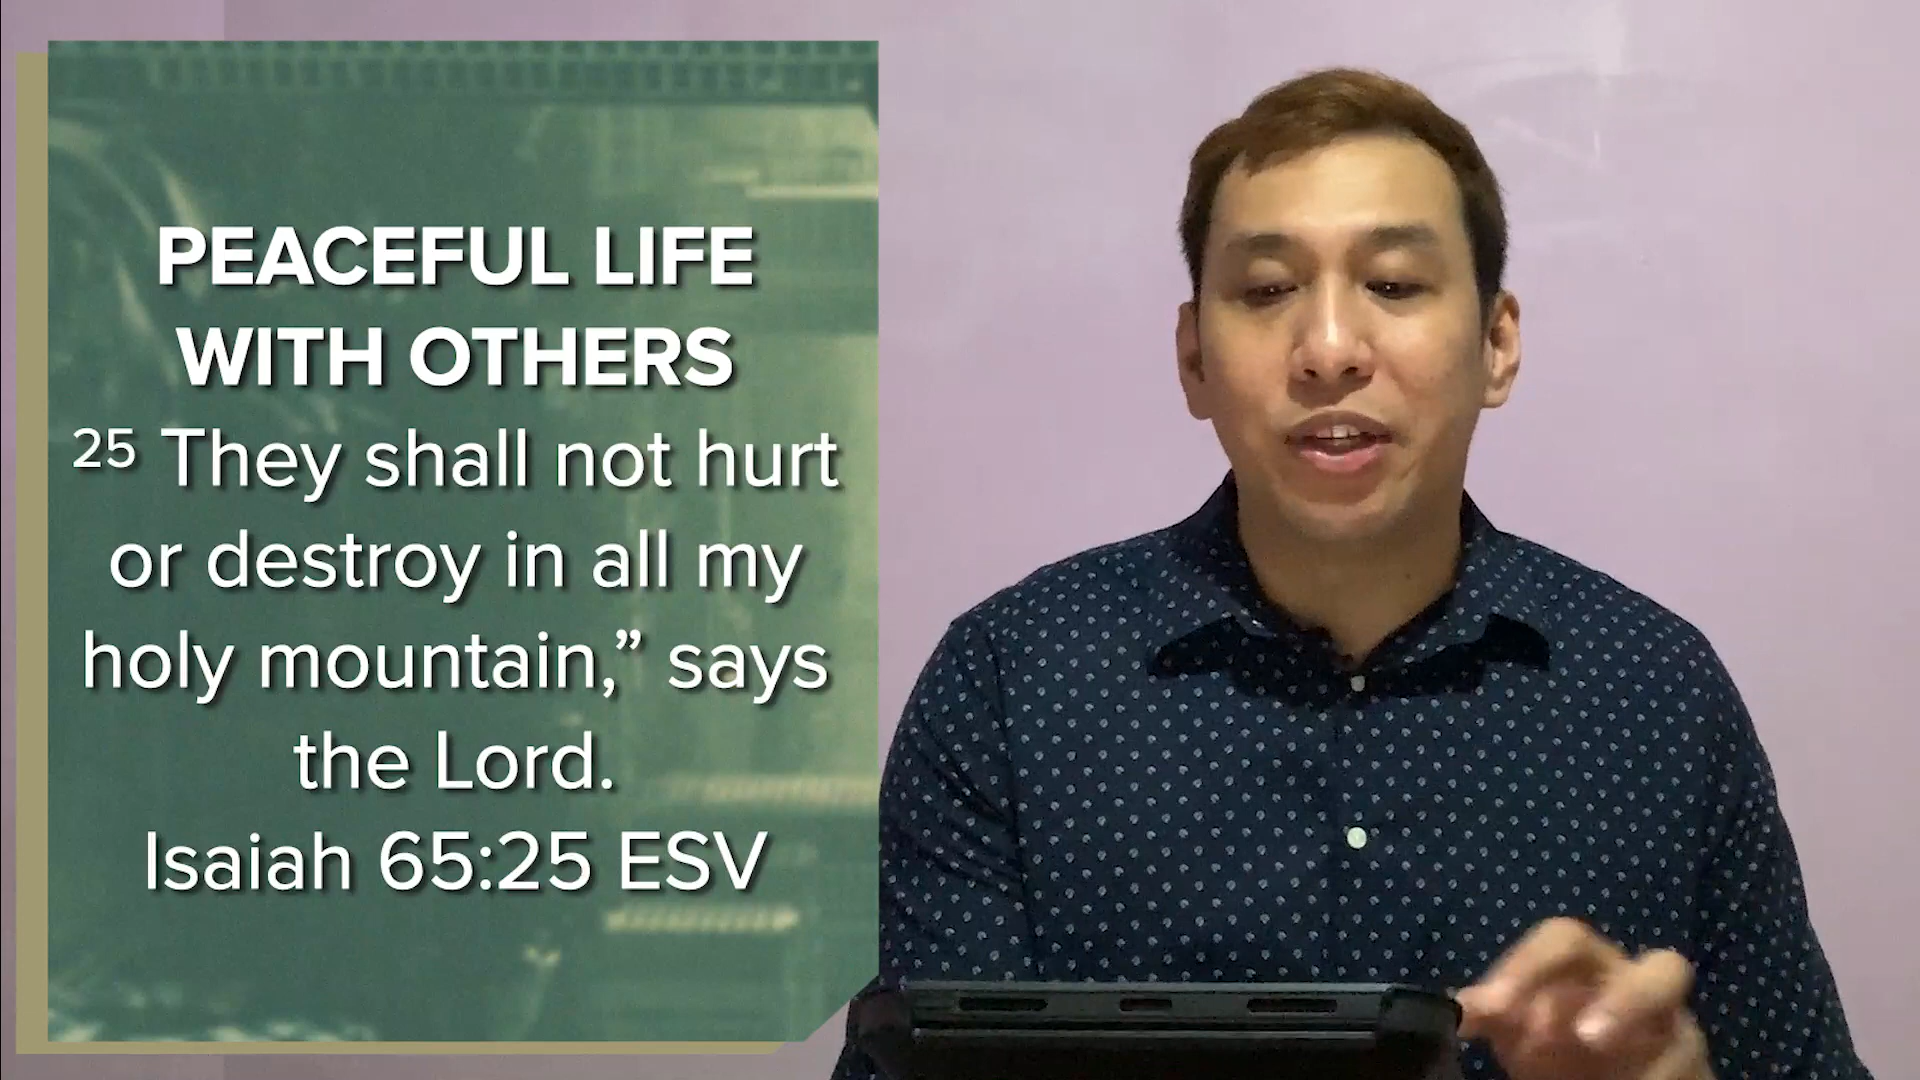 PEACEFUL LIFE
WITH OTHERS
²⁵ They shall not hurt
or destroy in all my
holy mountain,” says
the Lord.
Isaiah 65:25 ESV